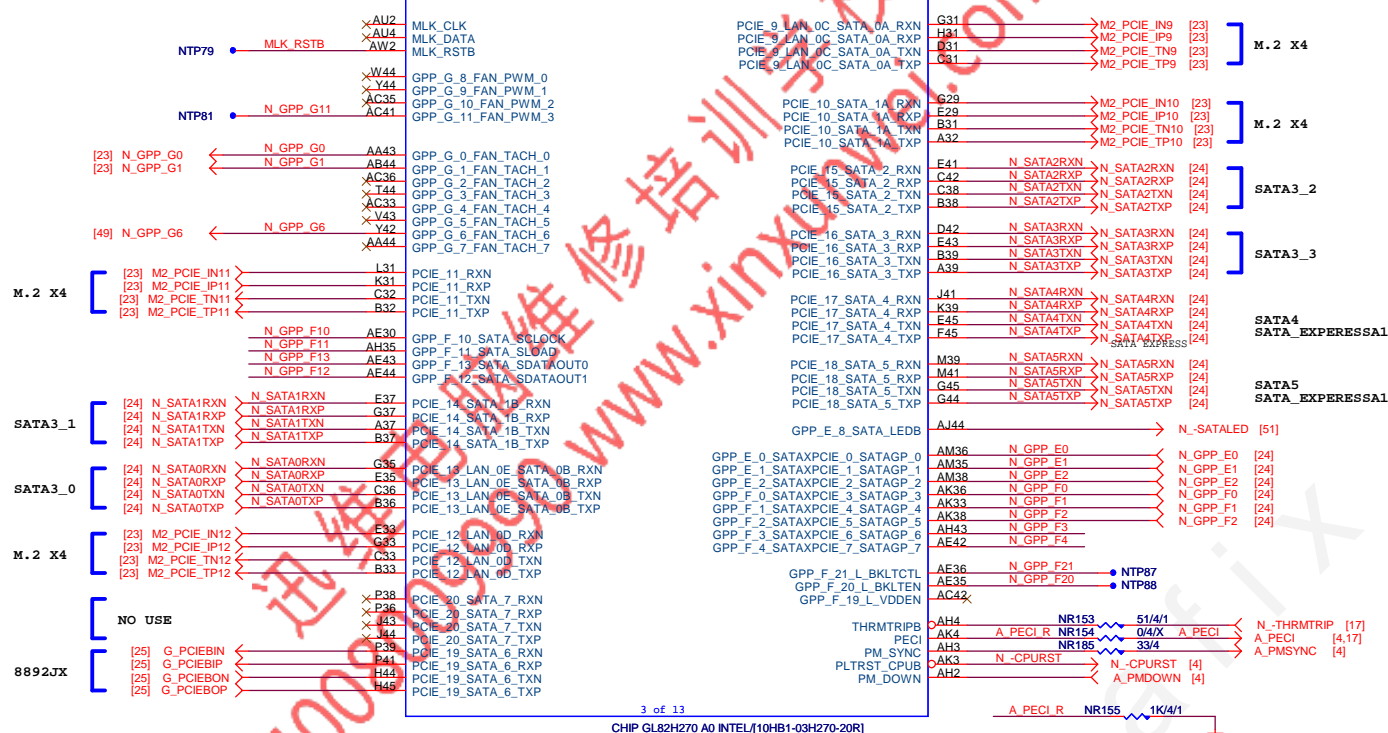 AU2 MLK_CLK
AU4 MLK_DATA
NTP79 MLK_RSTB AW2 MLK_RSTB
W44 GPP_G_8_FAN_PWM_0
Y44 GPP_G_9_FAN_PWM_1
AC35 GPP_G_10_FAN_PWM_2
NTP81 N_GPP_G11 AC41 GPP_G_11_FAN_PWM_3
[23] N_GPP_G0 N_GPP_G0 AA43 GPP_G_0_FAN_TACH_0
[23] N_GPP_G1 N_GPP_G1 AB44 GPP_G_1_FAN_TACH_1
AC36 GPP_G_2_FAN_TACH_2
T44 GPP_G_3_FAN_TACH_3
AC33 GPP_G_4_FAN_TACH_4
V43 GPP_G_5_FAN_TACH_5
[49] N_GPP_G6 N_GPP_G6 Y42 GPP_G_6_FAN_TACH_6
AA44 GPP_G_7_FAN_TACH_7
M.2 X4
[23] M2_PCIE_IN11 L31 PCIE_11_RXN
[23] M2_PCIE_IP11 K31 PCIE_11_RXP
[23] M2_PCIE_TN11 C32 PCIE_11_TXN
[23] M2_PCIE_TP11 B32 PCIE_11_TXP
N_GPP_F10 AE30 GPP_F_10_SATA_SCLOCK
N_GPP_F11 AH35 GPP_F_11_SATA_SLOAD
N_GPP_F13 AE43 GPP_F_13_SATA_SDATAOUT0
N_GPP_F12 AE44 GPP_F_12_SATA_SDATAOUT1
SATA3_1
[24] N_SATA1RXN N_SATA1RXN E37 PCIE_14_SATA_1B_RXN
[24] N_SATA1RXP N_SATA1RXP G37 PCIE_14_SATA_1B_RXP
[24] N_SATA1TXN N_SATA1TXN A37 PCIE_14_SATA_1B_TXN
[24] N_SATA1TXP N_SATA1TXP B37 PCIE_14_SATA_1B_TXP
SATA3_0
[24] N_SATA0RXN N_SATA0RXN G35 PCIE_13_LAN_0E_SATA_0B_RXN
[24] N_SATA0RXP N_SATA0RXP E35 PCIE_13_LAN_0E_SATA_0B_RXP
[24] N_SATA0TXN N_SATA0TXN C36 PCIE_13_LAN_0E_SATA_0B_TXN
[24] N_SATA0TXP N_SATA0TXP B36 PCIE_13_LAN_0E_SATA_0B_TXP
M.2 X4
[23] M2_PCIE_IN12 E33 PCIE_12_LAN_0D_RXN
[23] M2_PCIE_IP12 G33 PCIE_12_LAN_0D_RXP
[23] M2_PCIE_TN12 C33 PCIE_12_LAN_0D_TXN
[23] M2_PCIE_TP12 B33 PCIE_12_LAN_0D_TXP
NO USE
P38 PCIE_20_SATA_7_RXN
P36 PCIE_20_SATA_7_RXP
J43 PCIE_20_SATA_7_TXN
J44 PCIE_20_SATA_7_TXP
8892JX
[25] G_PCIEBIN P39 PCIE_19_SATA_6_RXN
[25] G_PCIEBIP P41 PCIE_19_SATA_6_RXP
[25] G_PCIEBON H44 PCIE_19_SATA_6_TXN
[25] G_PCIEBOP H45 PCIE_19_SATA_6_TXP
PCIE_9_LAN_0C_SATA_0A_RXN G31 M2_PCIE_IN9 [23]
PCIE_9_LAN_0C_SATA_0A_RXP H31 M2_PCIE_IP9 [23]
PCIE_9_LAN_0C_SATA_0A_TXN D31 M2_PCIE_TN9 [23]
PCIE_9_LAN_0C_SATA_0A_TXP C31 M2_PCIE_TP9 [23]
M.2 X4
PCIE_10_SATA_1A_RXN G29 M2_PCIE_IN10 [23]
PCIE_10_SATA_1A_RXP E29 M2_PCIE_IP10 [23]
PCIE_10_SATA_1A_TXN B31 M2_PCIE_TN10 [23]
PCIE_10_SATA_1A_TXP A32 M2_PCIE_TP10 [23]
M.2 X4
PCIE_15_SATA_2_RXN E41 N_SATA2RXN N_SATA2RXN [24]
PCIE_15_SATA_2_RXP C42 N_SATA2RXP N_SATA2RXP [24]
PCIE_15_SATA_2_TXN C38 N_SATA2TXN N_SATA2TXN [24]
PCIE_15_SATA_2_TXP B38 N_SATA2TXP N_SATA2TXP [24]
SATA3_2
PCIE_16_SATA_3_RXN D42 N_SATA3RXN N_SATA3RXN [24]
PCIE_16_SATA_3_RXP E43 N_SATA3RXP N_SATA3RXP [24]
PCIE_16_SATA_3_TXN B39 N_SATA3TXN N_SATA3TXN [24]
PCIE_16_SATA_3_TXP A39 N_SATA3TXP N_SATA3TXP [24]
SATA3_3
PCIE_17_SATA_4_RXN J41 N_SATA4RXN N_SATA4RXN [24]
PCIE_17_SATA_4_RXP K39 N_SATA4RXP N_SATA4RXP [24]
PCIE_17_SATA_4_TXN E45 N_SATA4TXN N_SATA4TXN [24]
PCIE_17_SATA_4_TXP F45 N_SATA4TXP N_SATA4TXP [24]
SATA EXPRESS
SATA4
SATA_EXPERESSA1
PCIE_18_SATA_5_RXN M39 N_SATA5RXN N_SATA5RXN [24]
PCIE_18_SATA_5_RXP M41 N_SATA5RXP N_SATA5RXP [24]
PCIE_18_SATA_5_TXN G45 N_SATA5TXN N_SATA5TXN [24]
PCIE_18_SATA_5_TXP G44 N_SATA5TXP N_SATA5TXP [24]
SATA5
SATA_EXPERESSA1
GPP_E_8_SATA_LEDB AJ44 N_-SATALED [51]
GPP_E_0_SATAXPCIE_0_SATAGP_0 AM36 N_GPP_E0 N_GPP_E0 [24]
GPP_E_1_SATAXPCIE_1_SATAGP_1 AM35 N_GPP_E1 N_GPP_E1 [24]
GPP_E_2_SATAXPCIE_2_SATAGP_2 AM38 N_GPP_E2 N_GPP_E2 [24]
GPP_F_0_SATAXPCIE_3_SATAGP_3 AK36 N_GPP_F0 N_GPP_F0 [24]
GPP_F_1_SATAXPCIE_4_SATAGP_4 AK33 N_GPP_F1 N_GPP_F1 [24]
GPP_F_2_SATAXPCIE_5_SATAGP_5 AK38 N_GPP_F2 N_GPP_F2 [24]
GPP_F_3_SATAXPCIE_6_SATAGP_6 AH43 N_GPP_F3
GPP_F_4_SATAXPCIE_7_SATAGP_7 AE42 N_GPP_F4
GPP_F_21_L_BKLTCTL AE36 N_GPP_F21 NTP87
GPP_F_20_L_BKLTEN AE35 N_GPP_F20 NTP88
GPP_F_19_L_VDDEN AC42
THRMTRIPB AH4 NR153 51/4/1 N_-THRMTRIP [17]
PECI AK4 A_PECI_R NR154 0/4/X A_PECI A_PECI [4,17]
PM_SYNC AH3 NR185 33/4 A_PMSYNC [4]
PLTRST_CPUB AK3 N_-CPURST N_-CPURST [4]
PM_DOWN AH2 A_PMDOWN [4]
A_PECI_R NR155 1K/4/1
3 of 13
CHIP GL82H270 A0 INTEL/[10HB1-03H270-20R]
迅维电脑维修培训学校
4008009990 www.xinxunwei.com
afix